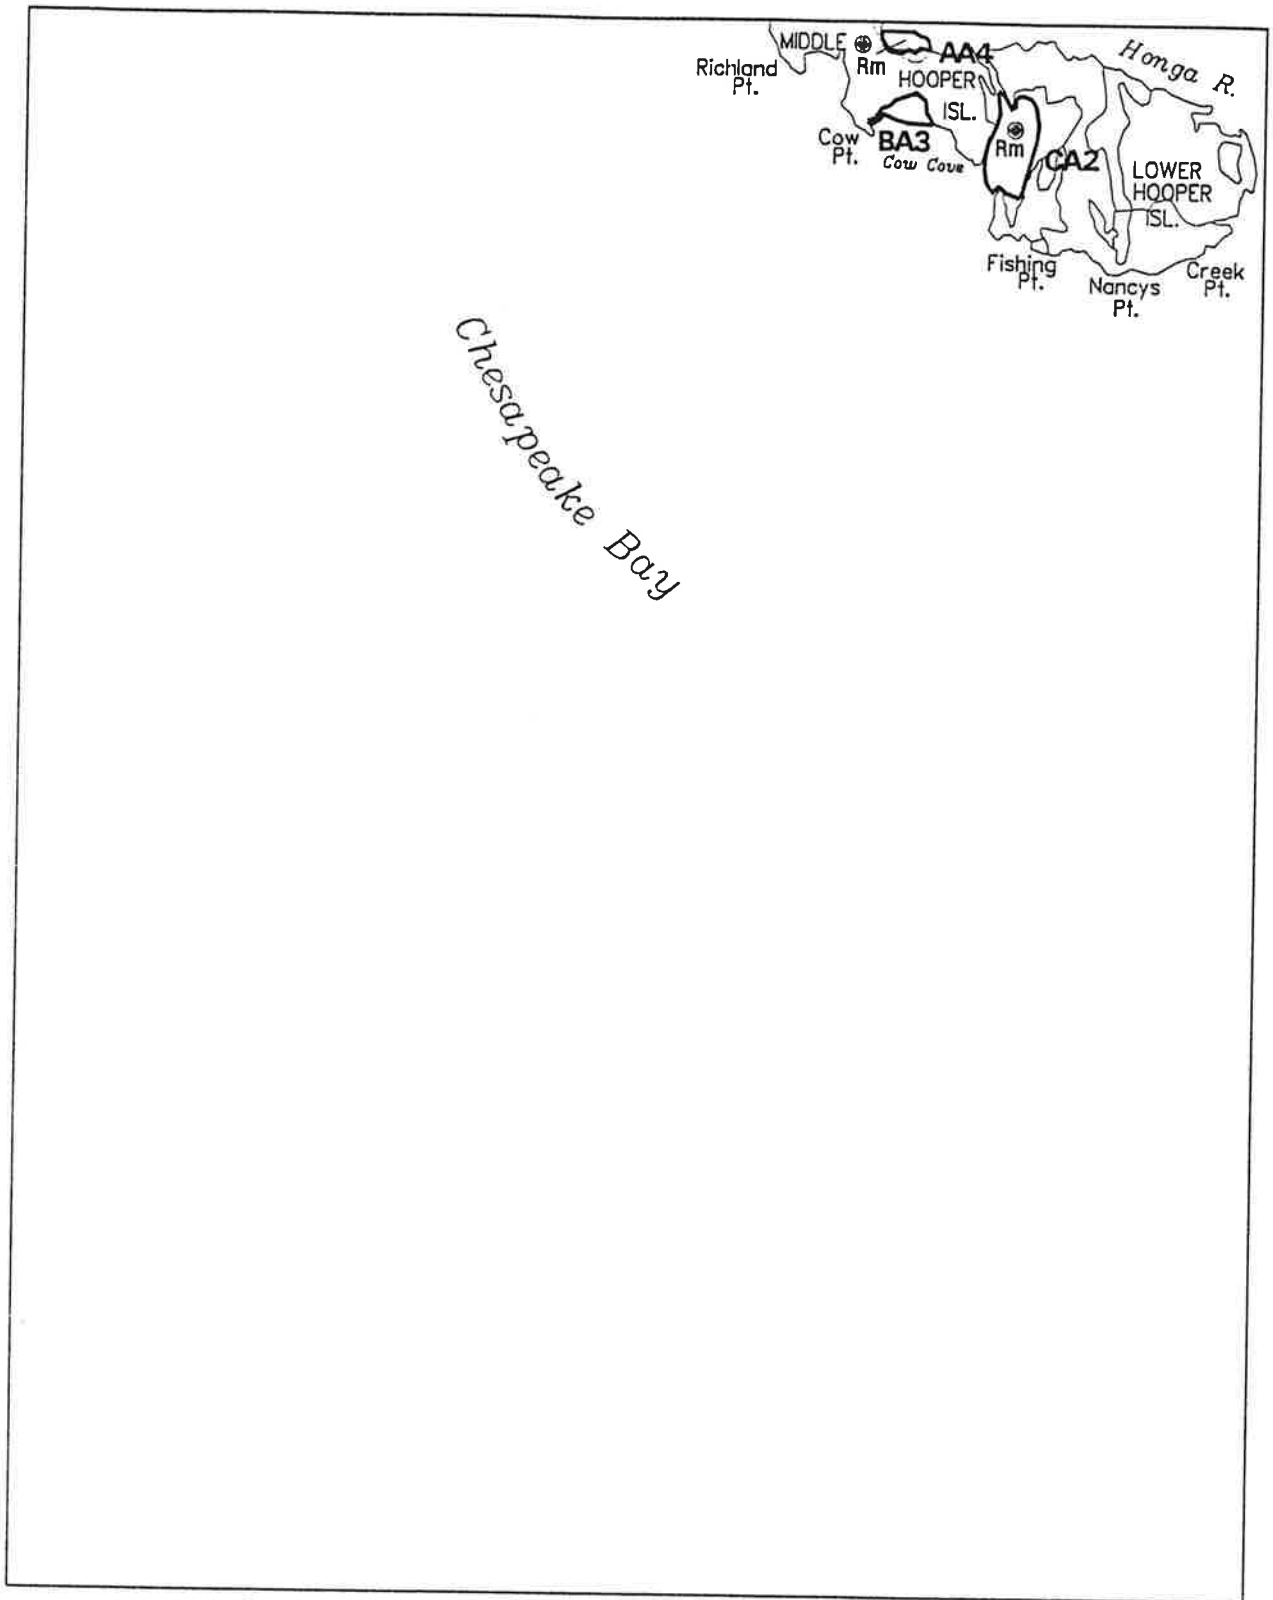 MIDDLE
Rm
AA4
Honga R.
Richland
Pt.
HOOPER
ISL.
Cow
Pt.
BA3
Cow Cove
Rm
CA2
LOWER
HOOPER
ISL.
Fishing
Pt.
Nancys
Pt.
Creek
Pt.
Chesapeake Bay